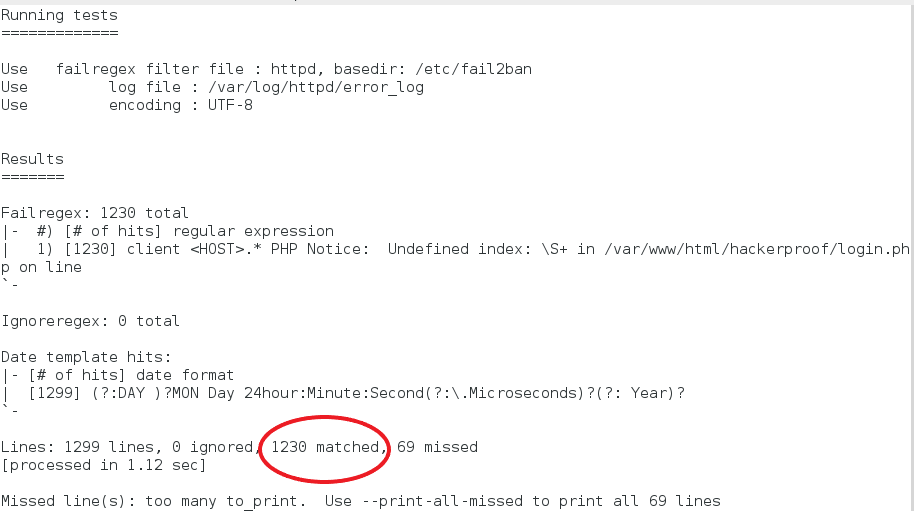 Running tests
=============
Use   failregex filter file : httpd, basedir: /etc/fail2ban
Use         log file : /var/log/httpd/error_log
Use         encoding : UTF-8
Results
=======
Failregex: 1230 total
|-  #) [# of hits] regular expression
|   1) [1230] client <HOST>.* PHP Notice:  Undefined index: \S+ in /var/www/html/hackerproof/login.ph
p on line
`-
Ignoreregex: 0 total
Date template hits:
|- [# of hits] date format
|  [1299] (?:DAY )?MON Day 24hour:Minute:Second(?:\.Microseconds)?(?: Year)?
`-
Lines: 1299 lines, 0 ignored, 1230 matched, 69 missed
[processed in 1.12 sec]
Missed line(s): too many to_print.  Use --print-all-missed to print all 69 lines